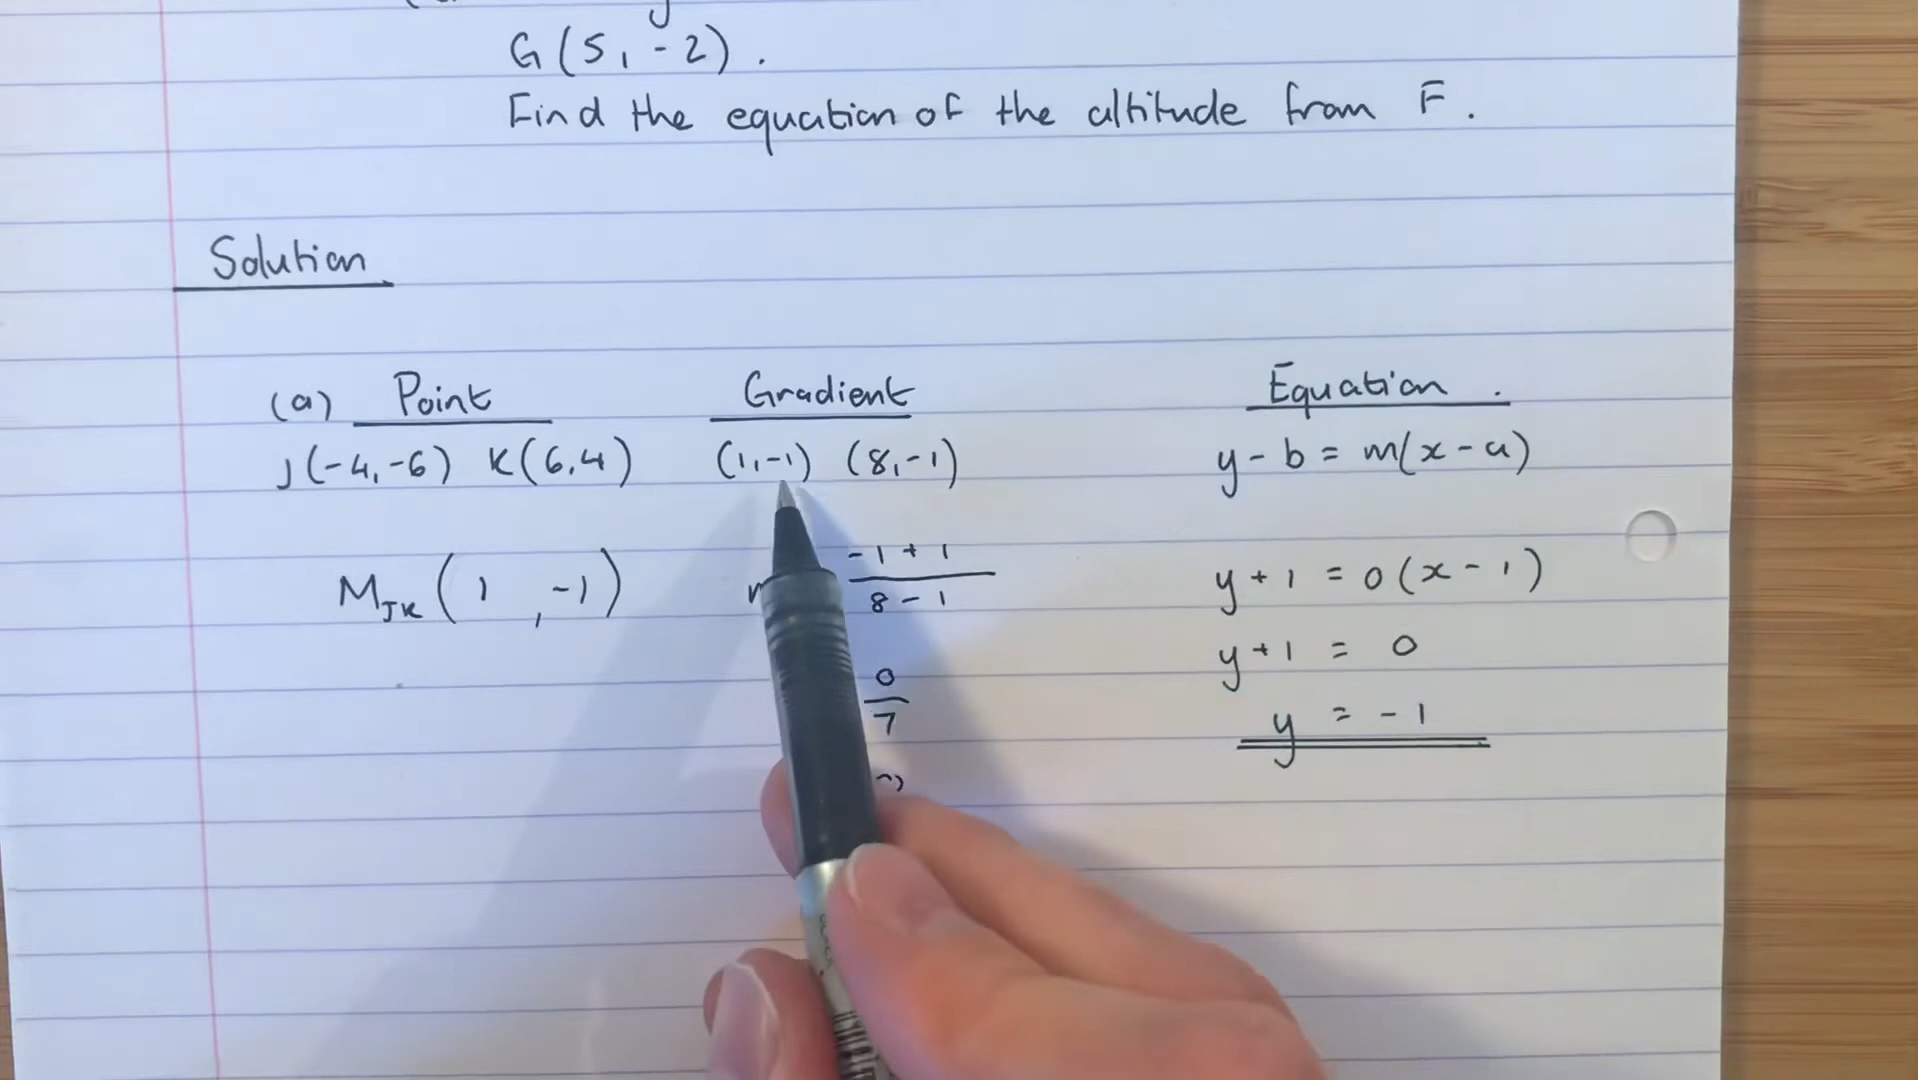 G(5, -2).
Find the equation of the altitude from F.
Solution
(a) Point Gradient Equation.
J(-4,-6) K(6,4) (1,-1) (8,-1) y - b = m(x - a)
M_JK (1, -1) -1 + 1 / 8 - 1 y + 1 = 0(x - 1)
0 / 7 y + 1 = 0
y = -1